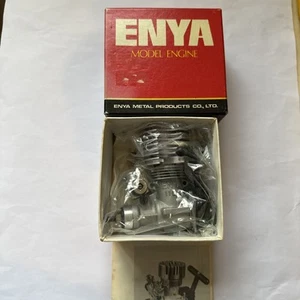 ENYA
MODEL ENGINE
ENYA METAL PRODUCTS CO., LTD.